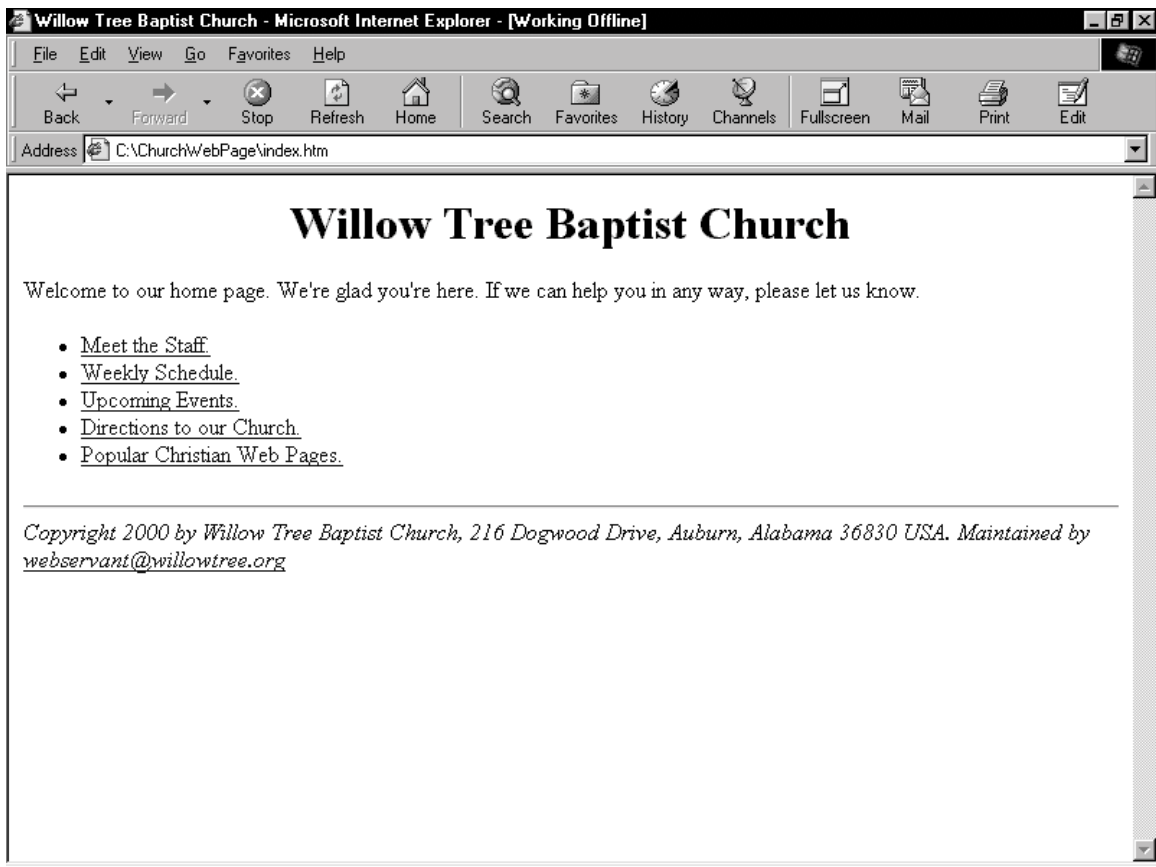 Willow Tree Baptist Church - Microsoft Internet Explorer - [Working Offline]
File Edit View Go Favorites Help
Back Forward Stop Refresh Home Search Favorites History Channels Fullscreen Mail Print Edit
Address C:\ChurchWebPage\index.htm
Willow Tree Baptist Church
Welcome to our home page. We're glad you're here. If we can help you in any way, please let us know.
• Meet the Staff.
• Weekly Schedule.
• Upcoming Events.
• Directions to our Church.
• Popular Christian Web Pages.
Copyright 2000 by Willow Tree Baptist Church, 216 Dogwood Drive, Auburn, Alabama 36830 USA. Maintained by
webservant@willowtree.org